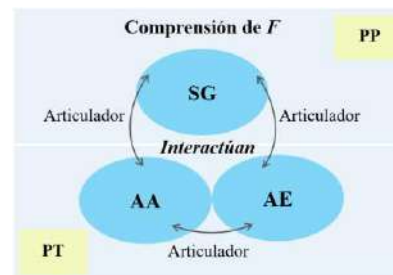 Comprensión de F
PP
SG
Articulador
Articulador
Interactúan
AA
AE
PT
Articulador